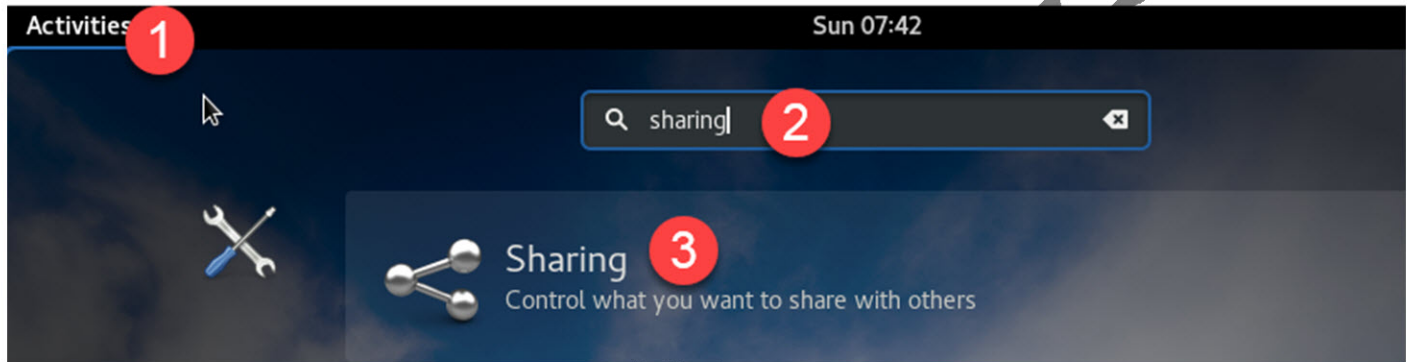 Activities
1
Sun 07:42
sharing
2
Sharing
3
Control what you want to share with others